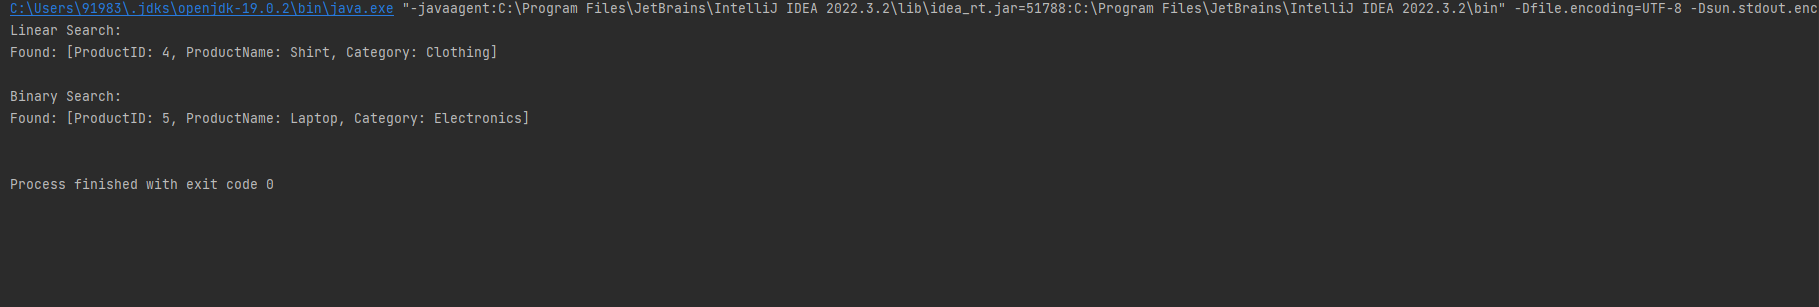 C:\Users\91983\.jdks\openjdk-19.0.2\bin\java.exe "-javaagent:C:\Program Files\JetBrains\IntelliJ IDEA 2022.3.2\lib\idea_rt.jar=51788:C:\Program Files\JetBrains\IntelliJ IDEA 2022.3.2\bin" -Dfile.encoding=UTF-8 -Dsun.stdout.enc
Linear Search:
Found: [ProductID: 4, ProductName: Shirt, Category: Clothing]
Binary Search:
Found: [ProductID: 5, ProductName: Laptop, Category: Electronics]
Process finished with exit code 0